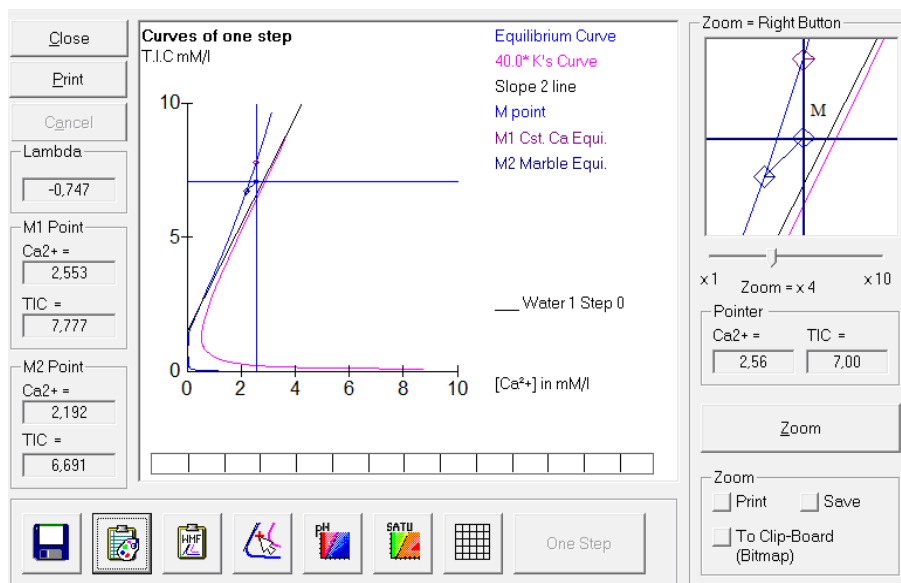 Close
Print
Cancel
Lambda
-0,747
M1 Point
Ca2+ =
2,553
TIC =
7,777
M2 Point
Ca2+ =
2,192
TIC =
6,691
Curves of one step
T.I.C mM/l
10
5
0
0 2 4 6 8 10
[Ca²+] in mM/l
Equilibrium Curve
40.0* K's Curve
Slope 2 line
M point
M1 Cst. Ca Equi.
M2 Marble Equi.
Water 1 Step 0
WMF
pH
SATU
One Step
Zoom = Right Button
M
x1 Zoom = x 4 x10
Pointer
Ca2+ = TIC =
2,56 7,00
Zoom
Zoom
Print Save
To Clip-Board
(Bitmap)